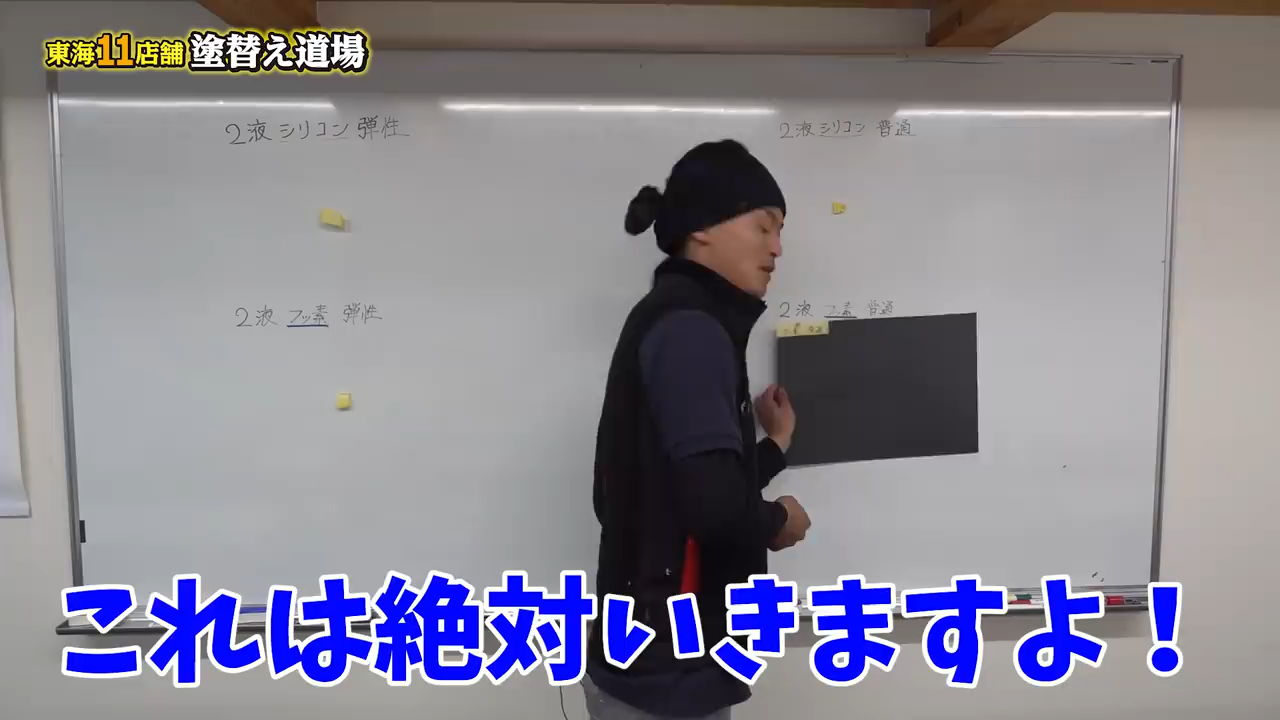 東海11店舗 塗替え道場
2液 シリコン 弾性
2液 シリコン 普通
2液 フッ素 弾性
2液 フッ素 普通
これは絶対いきますよ！